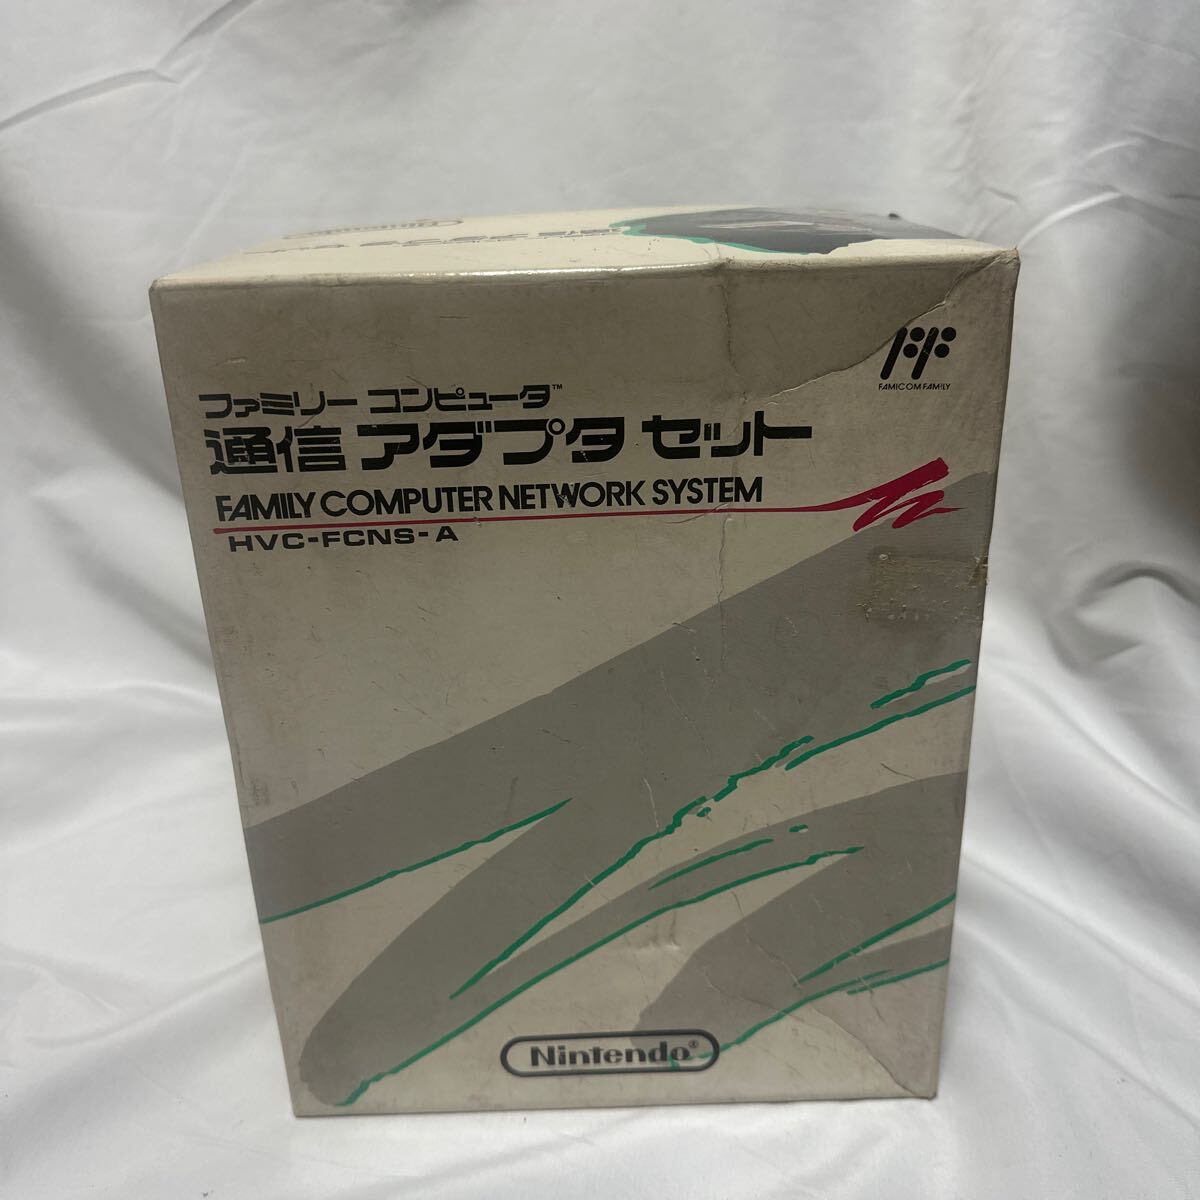 FAMICOM FAMILY
ファミリー コンピュータ™
通信 アダプタ セット
FAMILY COMPUTER NETWORK SYSTEM
HVC-FCNS-A
Nintendo®